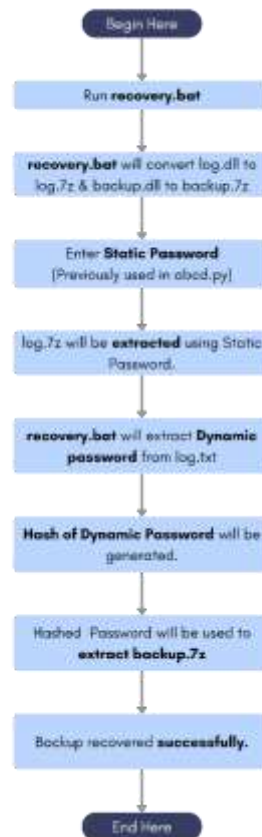 Begin Here
Run recovery.bat
recovery.bat will convert log.dll to
log.7z & backup.dll to backup.7z
Enter Static Password
(Previously used in abcd.py)
log.7z will be extracted using Static
Password.
recovery.bat will extract Dynamic
password from log.txt
Hash of Dynamic Password will be
generated.
Hashed Password will be used to
extract backup.7z
Backup recovered successfully.
End Here